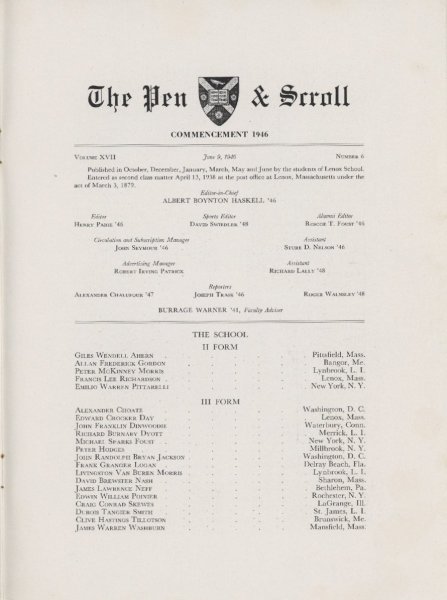 The Pen & Scroll
COMMENCEMENT 1946
VOLUME XVII June 9, 1946 NUMBER 6
Published in October, December, January, March, May and June by the students of Lenox School.
Entered as second class matter April 13, 1938 at the post office at Lenox, Massachusetts under the
act of March 3, 1879.
Editor-in-Chief
ALBERT BOYNTON HASKELL '46
Editor Sports Editor Alumni Editor
HENRY PARIE '46 DAVID SWIEDLER '48 ROSCOE T. FOUST '46
Circulation and Subscription Manager Assistant
JOHN SEYMOUR '46 STURE D. NELSON '46
Advertising Manager Assistant
ROBERT IRVING PATRICK RICHARD LALLY '48
Reporters
ALEXANDER CHALUFOUR '47 JOSEPH TRASK '46 ROGER WALMSLEY '48
BURRAGE WARNER '41, Faculty Adviser
THE SCHOOL
II FORM
GILES WENDELL AHERN Pittsfield, Mass.
ALLAN FREDERICK GORDON Bangor, Me.
PETER MCKINNEY MORRIS Lynbrook, L. I.
FRANCIS LEE RICHARDSON Lenox, Mass.
EMILIO WARREN PITTARELLI New York, N. Y.
III FORM
ALEXANDER CHOATE Washington, D. C.
EDWARD CROCKER DAY Lenox, Mass.
JOHN FRANKLIN DINWOODIE Waterbury, Conn.
RICHARD BURNABY DYOTT Merrick, L. I.
MICHAEL SPARKS FOUST New York, N. Y.
PETER HODGES Millbrook, N. Y.
JOHN RANDOLPH BRYAN JACKSON Washington, D. C.
FRANK GRANGER LOGAN Delray Beach, Fla.
LIVINGSTON VAN BUREN MORRIS Lynbrook, L. I.
DAVID BREWSTER NASH Sharon, Mass.
JAMES LAWRENCE NEFF Bethlehem, Pa.
EDWIN WILLIAM POINIER Rochester, N. Y.
CRAIG CONRAD SKEWES LaGrange, Ill.
DUBOIS TANGIER SMITH St. James, L. I.
CLIVE HASTINGS TILLOTSON Brunswick, Me.
JAMES WARREN WASHBURN Mansfield, Mass.